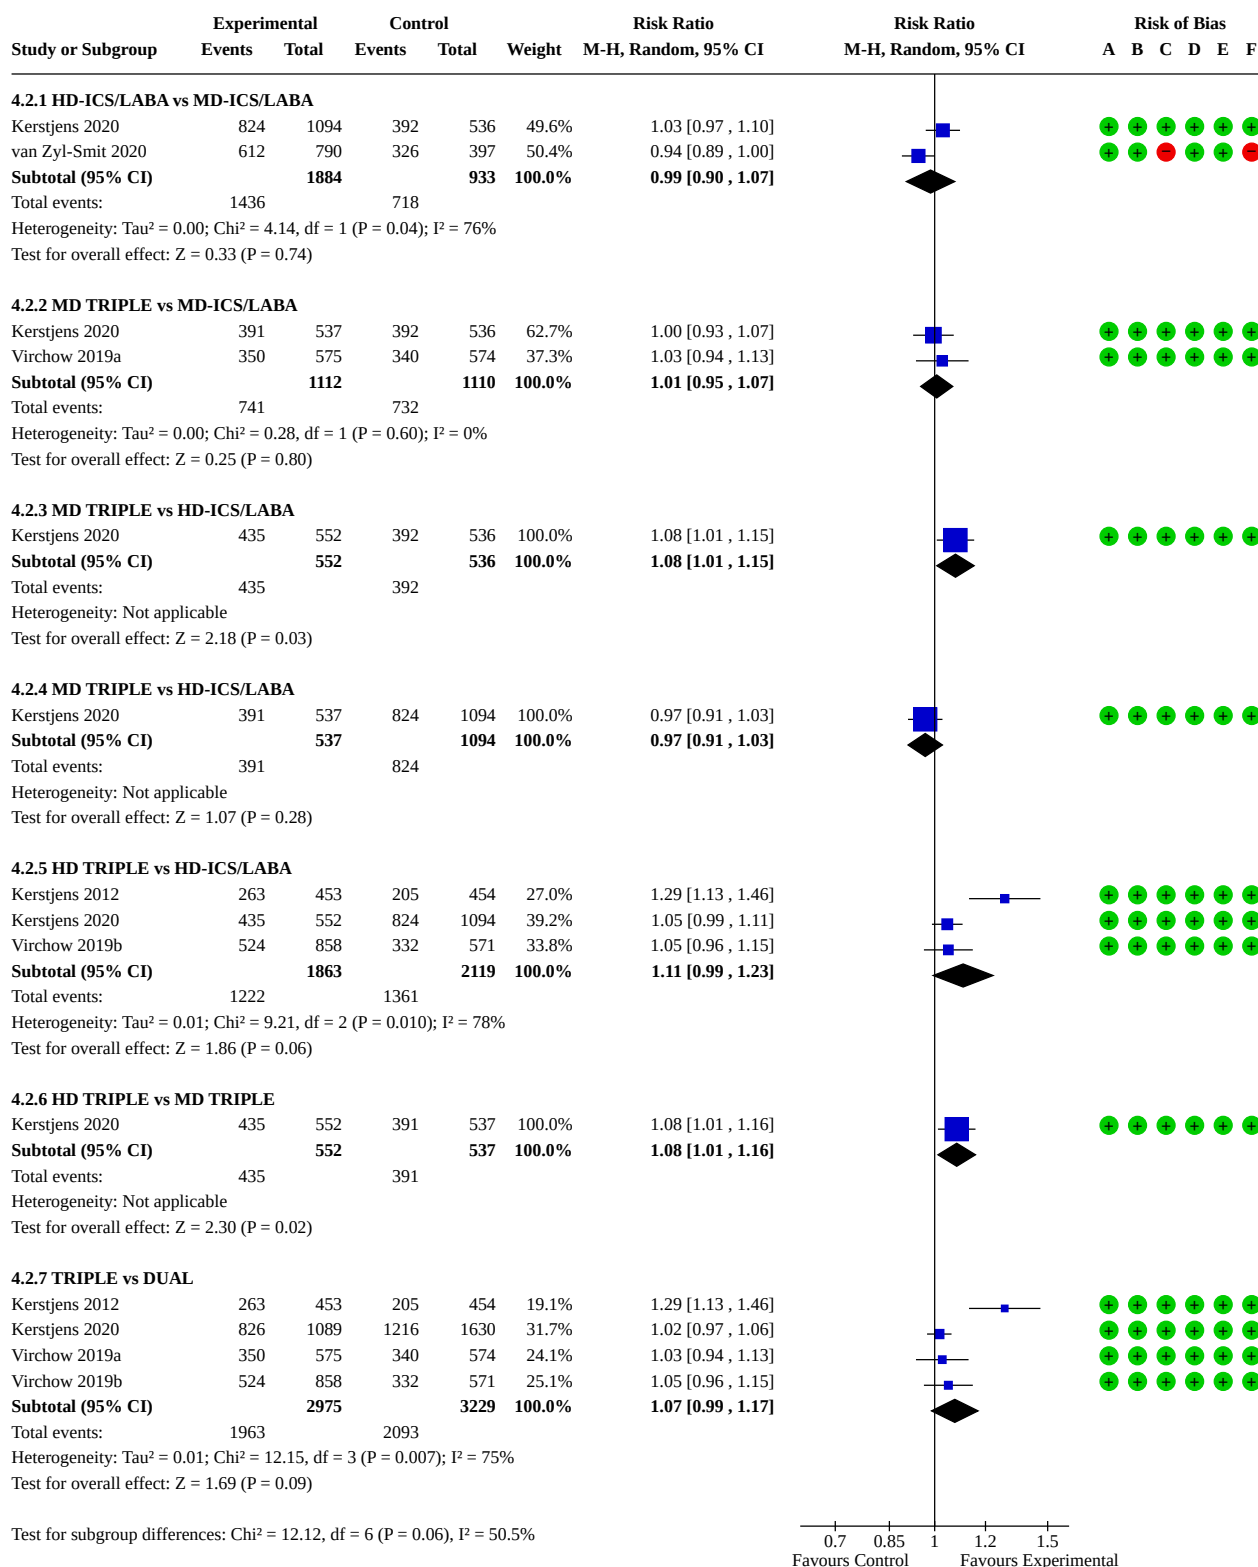 Experimental Control Risk Ratio Risk Ratio Risk of Bias
Study or Subgroup Events Total Events Total Weight M-H, Random, 95% CI M-H, Random, 95% CI A B C D E F
4.2.1 HD-ICS/LABA vs MD-ICS/LABA
Kerstjens 2020 824 1094 392 536 49.6% 1.03 [0.97 , 1.10] + + + + + +
van Zyl-Smit 2020 612 790 326 397 50.4% 0.94 [0.89 , 1.00] + + − + + −
Subtotal (95% CI) 1884 933 100.0% 0.99 [0.90 , 1.07]
Total events: 1436 718
Heterogeneity: Tau² = 0.00; Chi² = 4.14, df = 1 (P = 0.04); I² = 76%
Test for overall effect: Z = 0.33 (P = 0.74)
4.2.2 MD TRIPLE vs MD-ICS/LABA
Kerstjens 2020 391 537 392 536 62.7% 1.00 [0.93 , 1.07] + + + + + +
Virchow 2019a 350 575 340 574 37.3% 1.03 [0.94 , 1.13] + + + + + +
Subtotal (95% CI) 1112 1110 100.0% 1.01 [0.95 , 1.07]
Total events: 741 732
Heterogeneity: Tau² = 0.00; Chi² = 0.28, df = 1 (P = 0.60); I² = 0%
Test for overall effect: Z = 0.25 (P = 0.80)
4.2.3 MD TRIPLE vs HD-ICS/LABA
Kerstjens 2020 435 552 392 536 100.0% 1.08 [1.01 , 1.15] + + + + + +
Subtotal (95% CI) 552 536 100.0% 1.08 [1.01 , 1.15]
Total events: 435 392
Heterogeneity: Not applicable
Test for overall effect: Z = 2.18 (P = 0.03)
4.2.4 MD TRIPLE vs HD-ICS/LABA
Kerstjens 2020 391 537 824 1094 100.0% 0.97 [0.91 , 1.03] + + + + + +
Subtotal (95% CI) 537 1094 100.0% 0.97 [0.91 , 1.03]
Total events: 391 824
Heterogeneity: Not applicable
Test for overall effect: Z = 1.07 (P = 0.28)
4.2.5 HD TRIPLE vs HD-ICS/LABA
Kerstjens 2012 263 453 205 454 27.0% 1.29 [1.13 , 1.46] + + + + + +
Kerstjens 2020 435 552 824 1094 39.2% 1.05 [0.99 , 1.11] + + + + + +
Virchow 2019b 524 858 332 571 33.8% 1.05 [0.96 , 1.15] + + + + + +
Subtotal (95% CI) 1863 2119 100.0% 1.11 [0.99 , 1.23]
Total events: 1222 1361
Heterogeneity: Tau² = 0.01; Chi² = 9.21, df = 2 (P = 0.010); I² = 78%
Test for overall effect: Z = 1.86 (P = 0.06)
4.2.6 HD TRIPLE vs MD TRIPLE
Kerstjens 2020 435 552 391 537 100.0% 1.08 [1.01 , 1.16] + + + + + +
Subtotal (95% CI) 552 537 100.0% 1.08 [1.01 , 1.16]
Total events: 435 391
Heterogeneity: Not applicable
Test for overall effect: Z = 2.30 (P = 0.02)
4.2.7 TRIPLE vs DUAL
Kerstjens 2012 263 453 205 454 19.1% 1.29 [1.13 , 1.46] + + + + + +
Kerstjens 2020 826 1089 1216 1630 31.7% 1.02 [0.97 , 1.06] + + + + + +
Virchow 2019a 350 575 340 574 24.1% 1.03 [0.94 , 1.13] + + + + + +
Virchow 2019b 524 858 332 571 25.1% 1.05 [0.96 , 1.15] + + + + + +
Subtotal (95% CI) 2975 3229 100.0% 1.07 [0.99 , 1.17]
Total events: 1963 2093
Heterogeneity: Tau² = 0.01; Chi² = 12.15, df = 3 (P = 0.007); I² = 75%
Test for overall effect: Z = 1.69 (P = 0.09)
Test for subgroup differences: Chi² = 12.12, df = 6 (P = 0.06), I² = 50.5%
0.7 0.85 1 1.2 1.5
Favours Control Favours Experimental